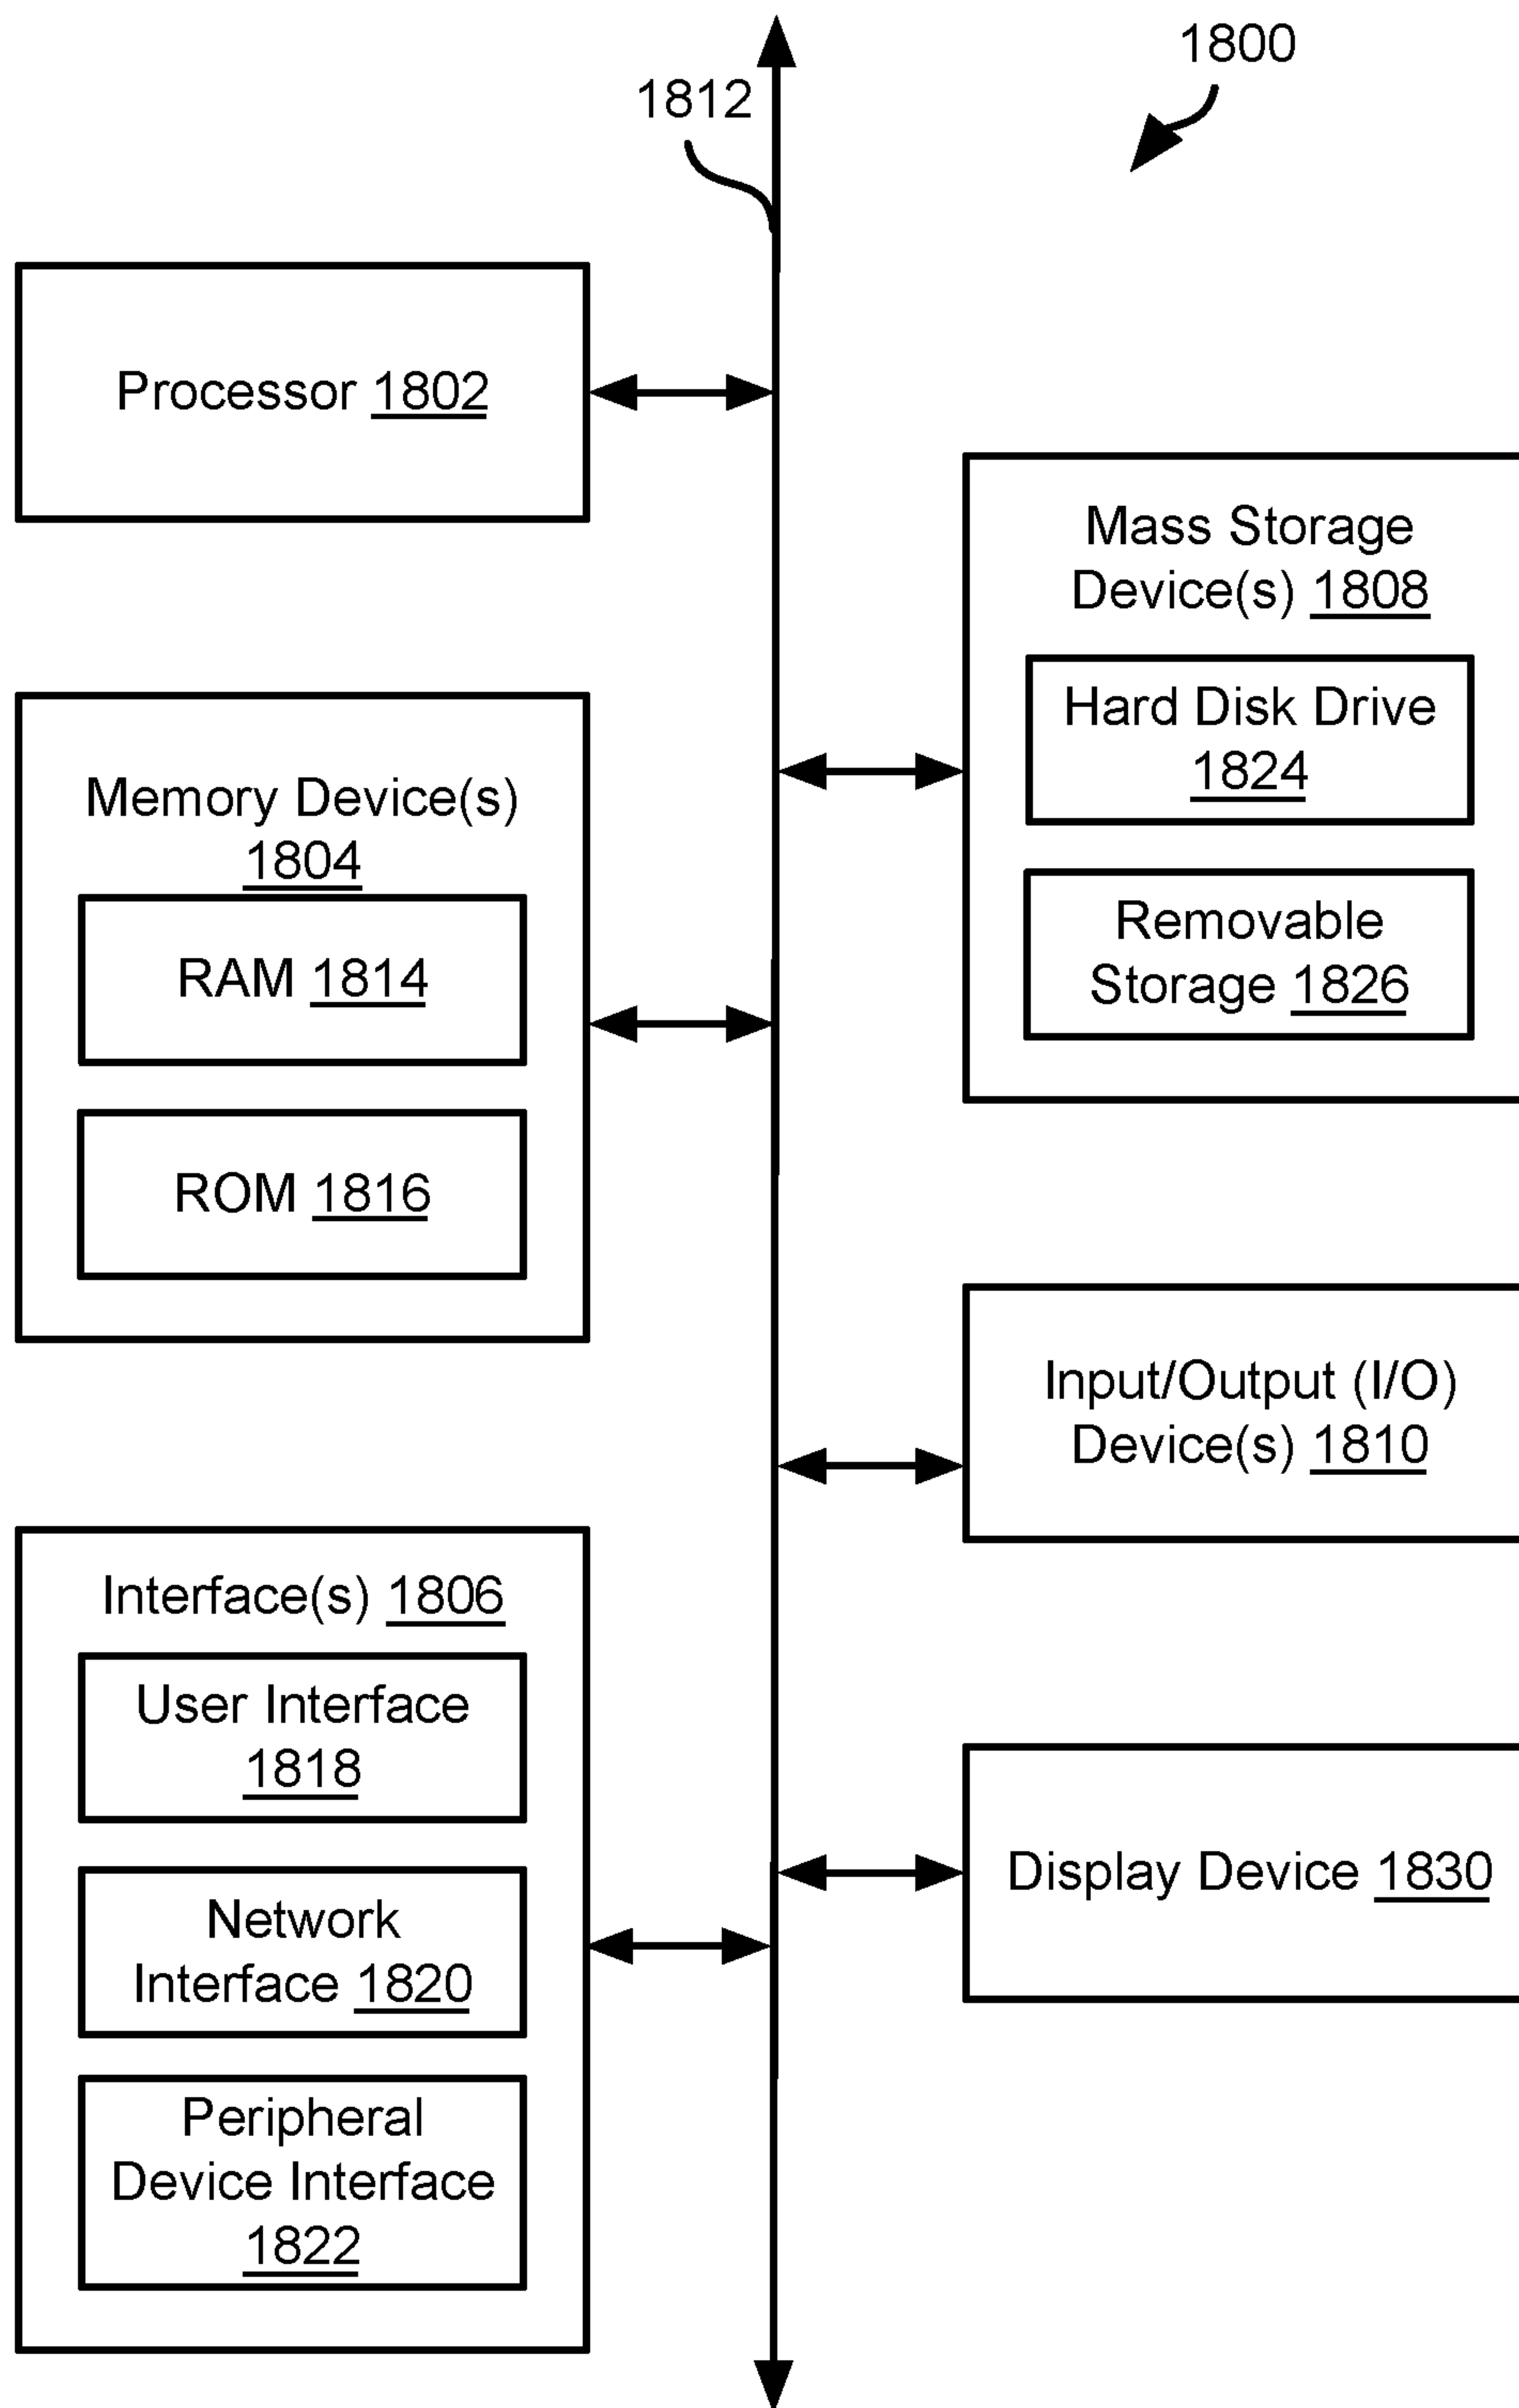 1800
1812
Processor 1802
Mass Storage
Device(s) 1808
Hard Disk Drive
1824
Removable
Storage 1826
Memory Device(s)
1804
RAM 1814
ROM 1816
Input/Output (I/O)
Device(s) 1810
Interface(s) 1806
User Interface
1818
Network
Interface 1820
Peripheral
Device Interface
1822
Display Device 1830